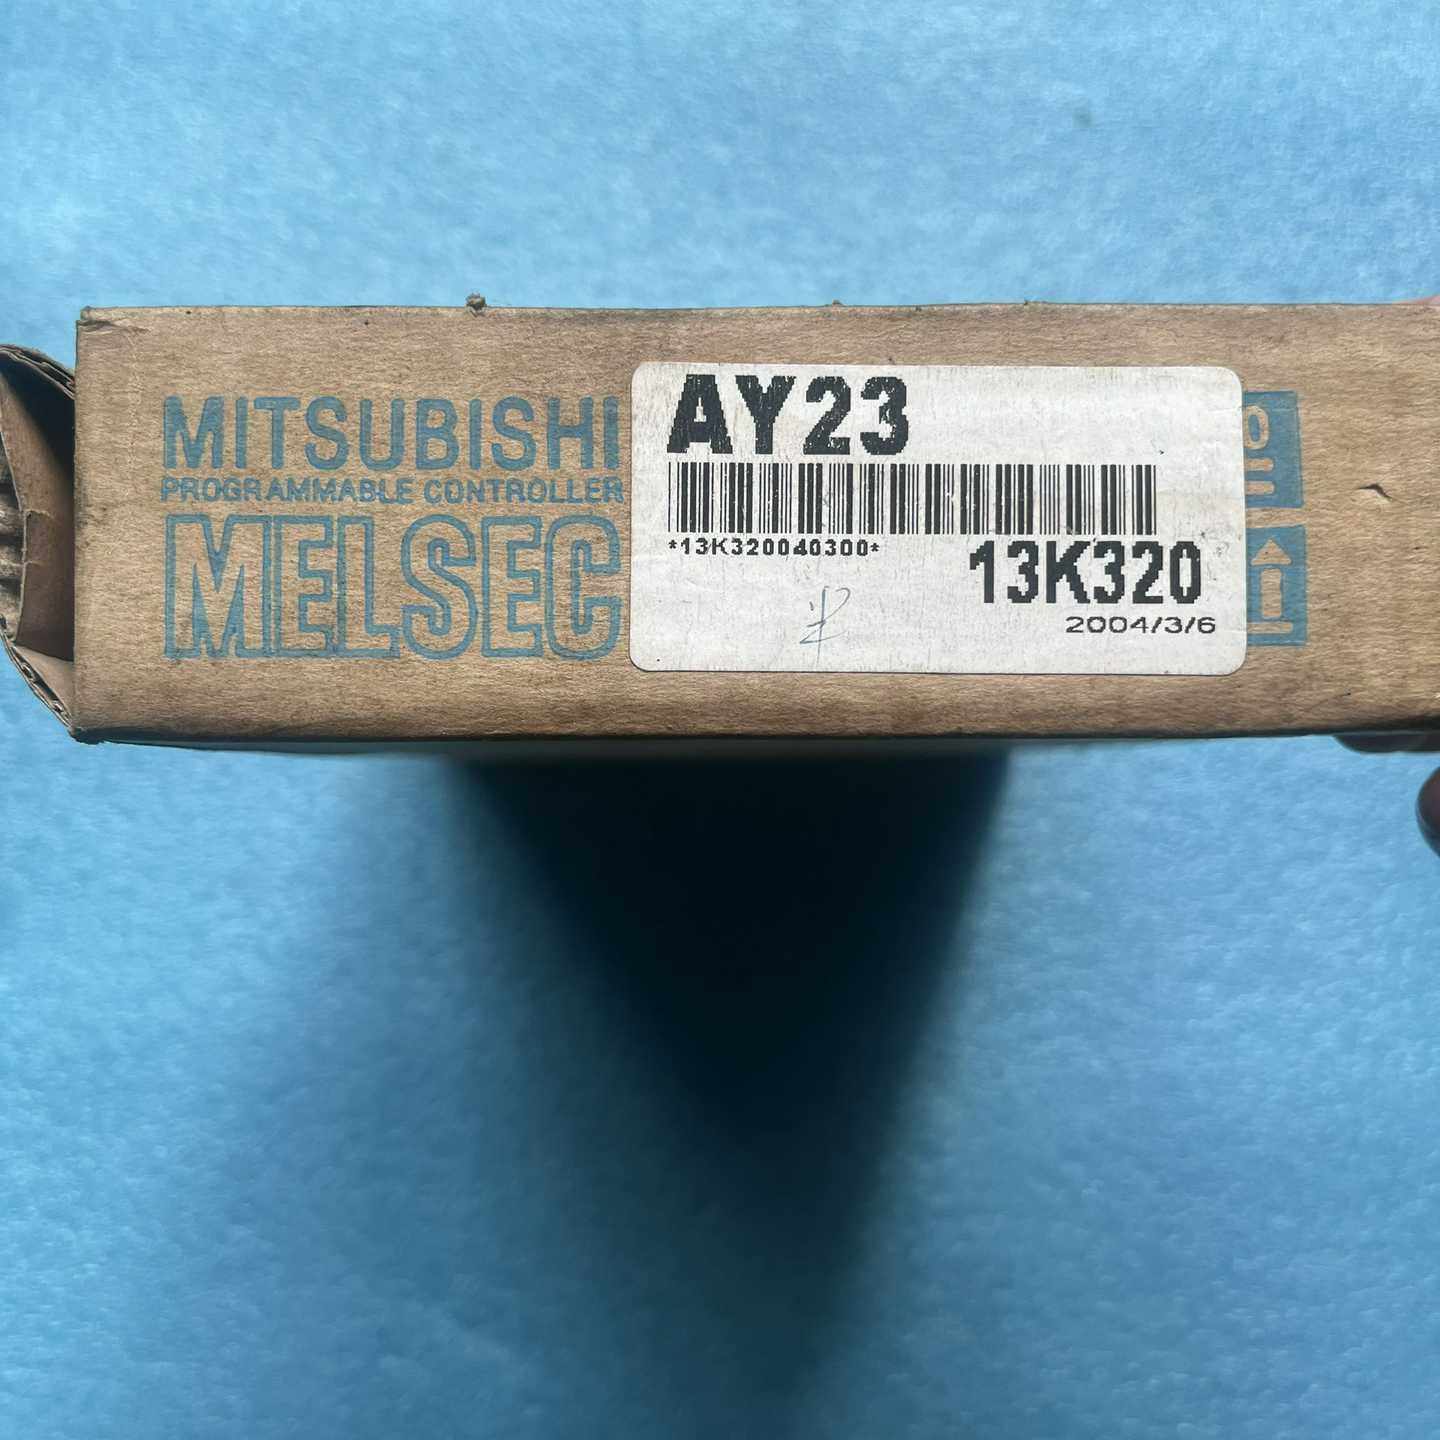 MITSUBISHI
PROGRAMMABLE CONTROLLER
MELSEC
AY23
*13K320040300*
13K320
2004/3/6